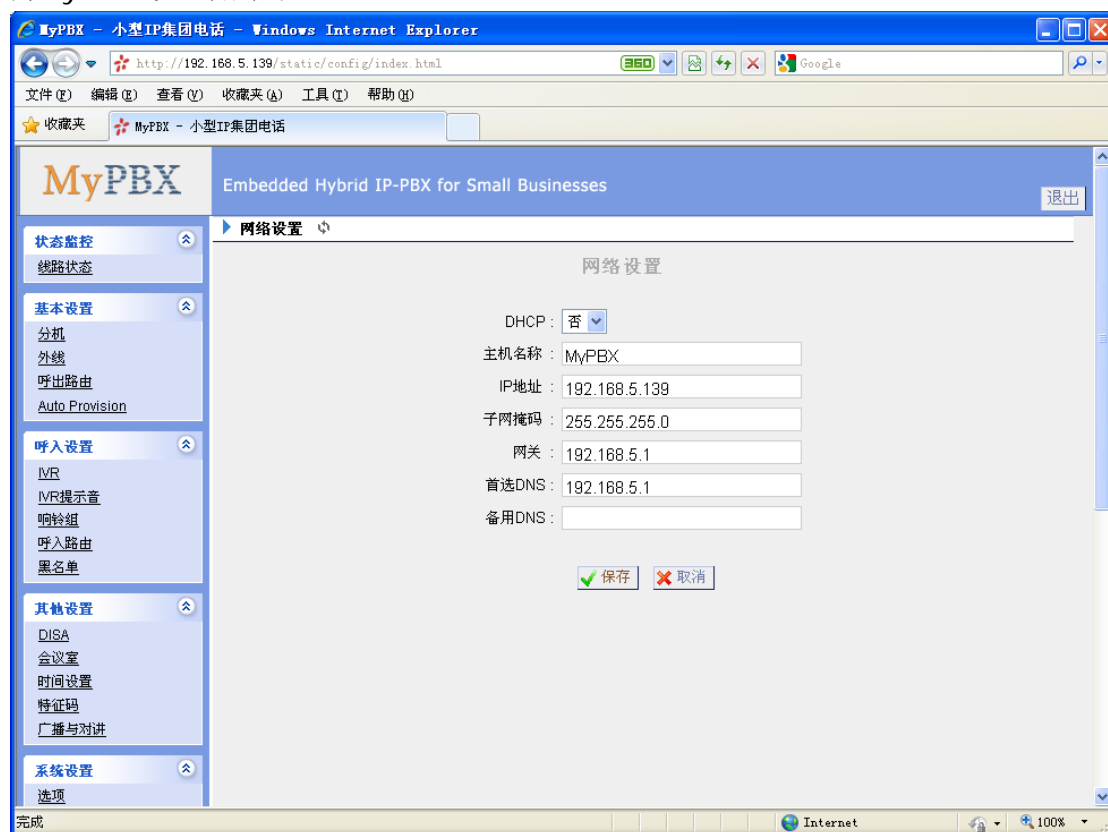 MyPBX - 小型IP集团电话 - Windows Internet Explorer
http://192.168.5.139/static/config/index.html
360
Google
文件(F) 编辑(E) 查看(V) 收藏夹(A) 工具(T) 帮助(H)
收藏夹
MyPBX - 小型IP集团电话
MyPBX
Embedded Hybrid IP-PBX for Small Businesses
退出
状态监控
线路状态
基本设置
分机
外线
呼出路由
Auto Provision
呼入设置
IVR
IVR提示音
响铃组
呼入路由
黑名单
其他设置
DISA
会议室
时间设置
特征码
广播与对讲
系统设置
选项
网络设置
网络设置
DHCP : 否
主机名称 : MyPBX
IP地址 : 192.168.5.139
子网掩码 : 255.255.255.0
网关 : 192.168.5.1
首选DNS : 192.168.5.1
备用DNS :
保存 取消
完成
Internet
100%